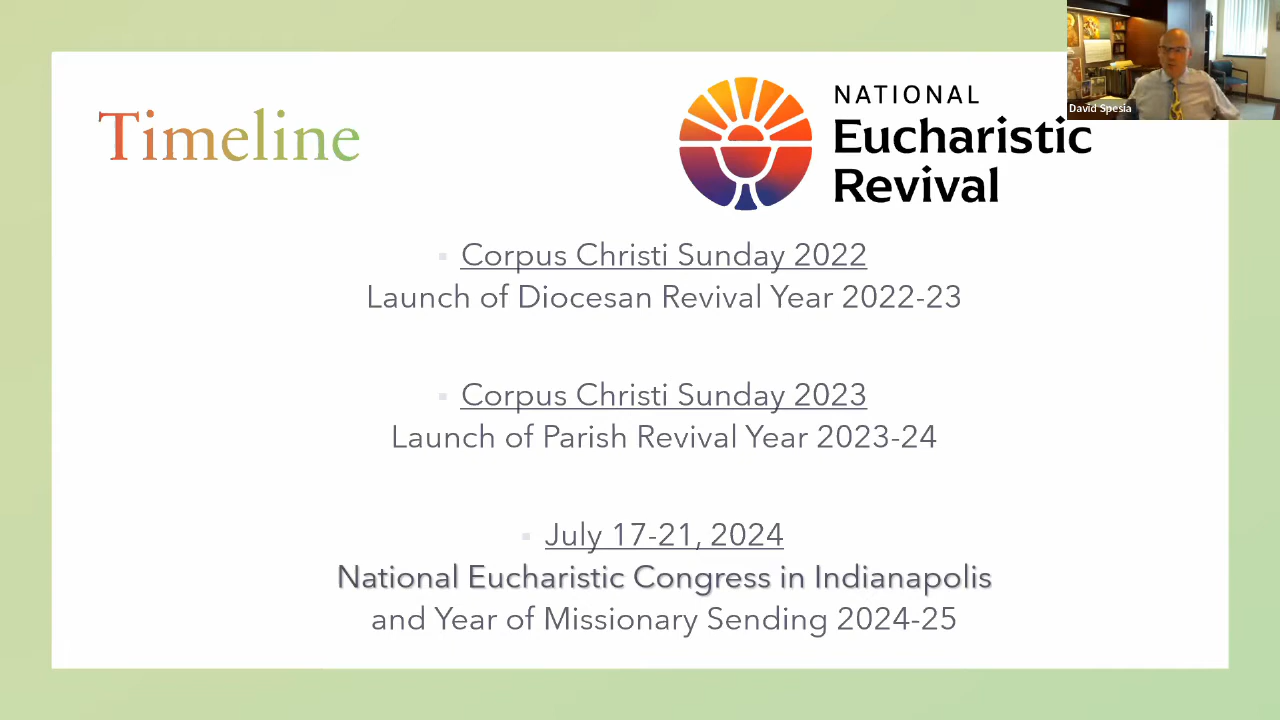 Timeline
NATIONAL
Eucharistic
Revival
David Spesia
Corpus Christi Sunday 2022
Launch of Diocesan Revival Year 2022-23
Corpus Christi Sunday 2023
Launch of Parish Revival Year 2023-24
July 17-21, 2024
National Eucharistic Congress in Indianapolis
and Year of Missionary Sending 2024-25